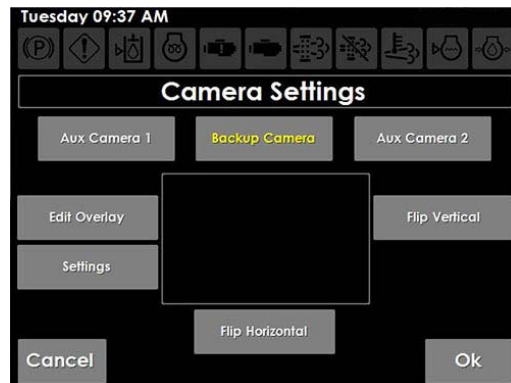 Tuesday 09:37 AM
(P)
Camera Settings
Aux Camera 1
Backup Camera
Aux Camera 2
Edit Overlay
Flip Vertical
Settings
Flip Horizontal
Cancel
Ok